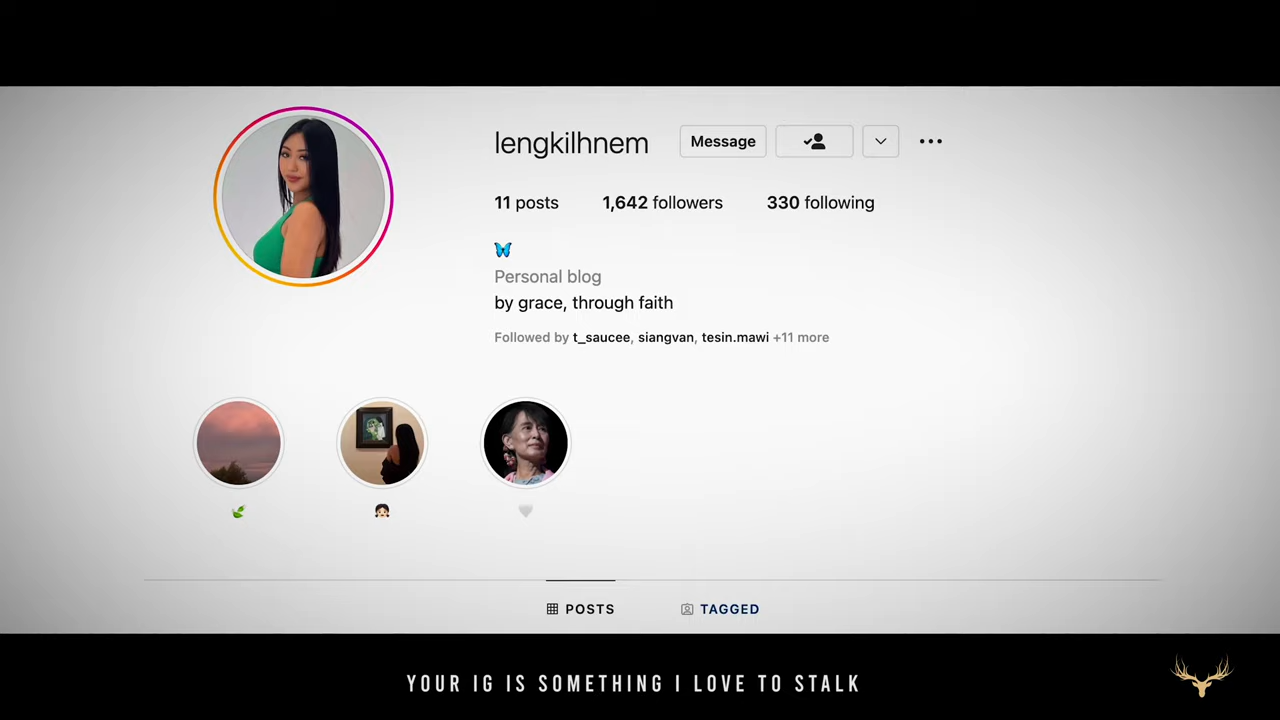 lengkilhnem Message
11 posts 1,642 followers 330 following
🦋
Personal blog
by grace, through faith
Followed by t_saucee, siangvan, tesin.mawi +11 more
POSTS TAGGED
YOUR IG IS SOMETHING I LOVE TO STALK